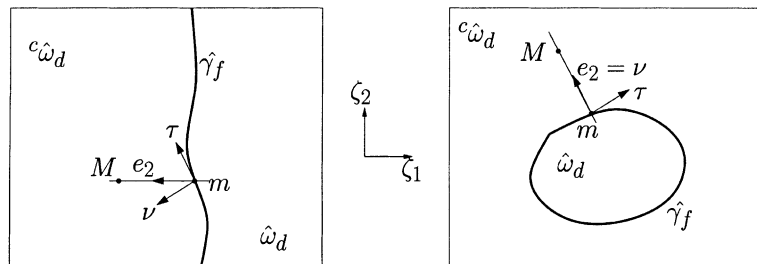 ᶜω̂_d
γ̂_f
τ
M e₂ m
ν
ω̂_d
ζ₂
ζ₁
ᶜω̂_d
M
e₂ = ν
τ
m
ω̂_d
γ̂_f